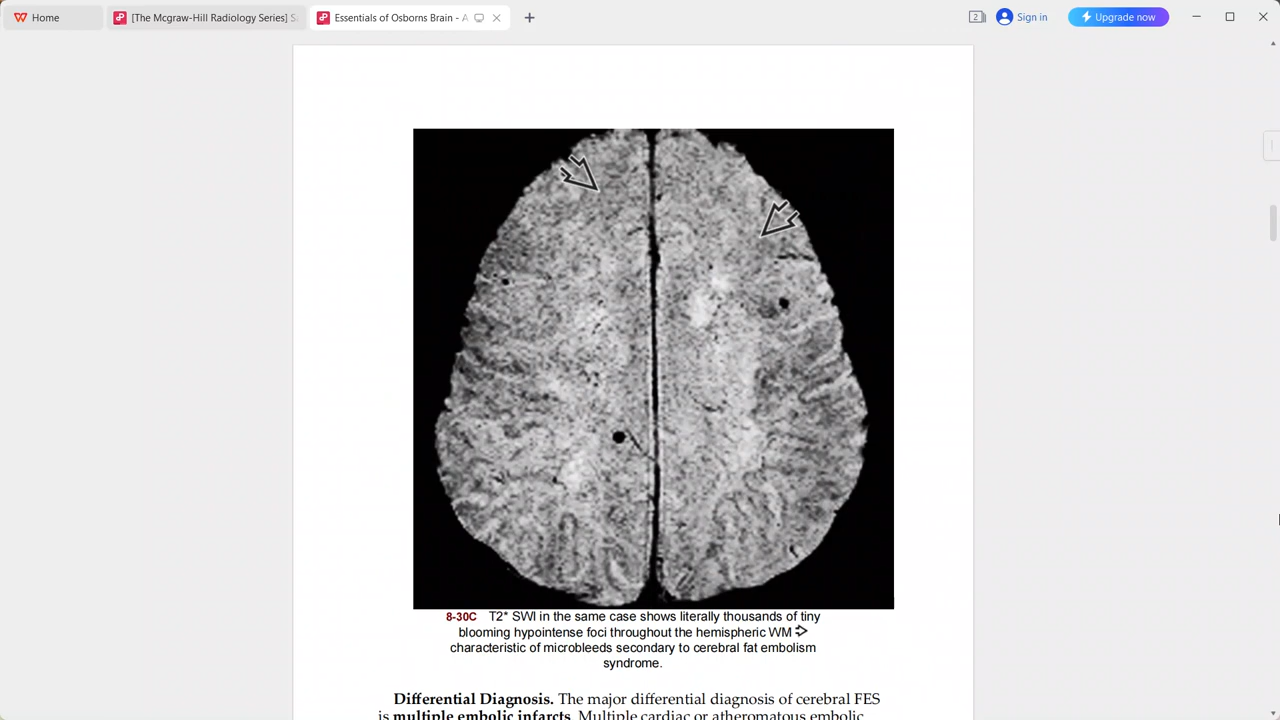 Home
[The Mcgraw-Hill Radiology Series] S
Essentials of Osborns Brain - A
2
Sign in
Upgrade now
8-30C T2* SWI in the same case shows literally thousands of tiny
blooming hypointense foci throughout the hemispheric WM
characteristic of microbleeds secondary to cerebral fat embolism
syndrome.
Differential Diagnosis. The major differential diagnosis of cerebral FES
is multiple embolic infarcts. Multiple cardiac or atheromatous embolic